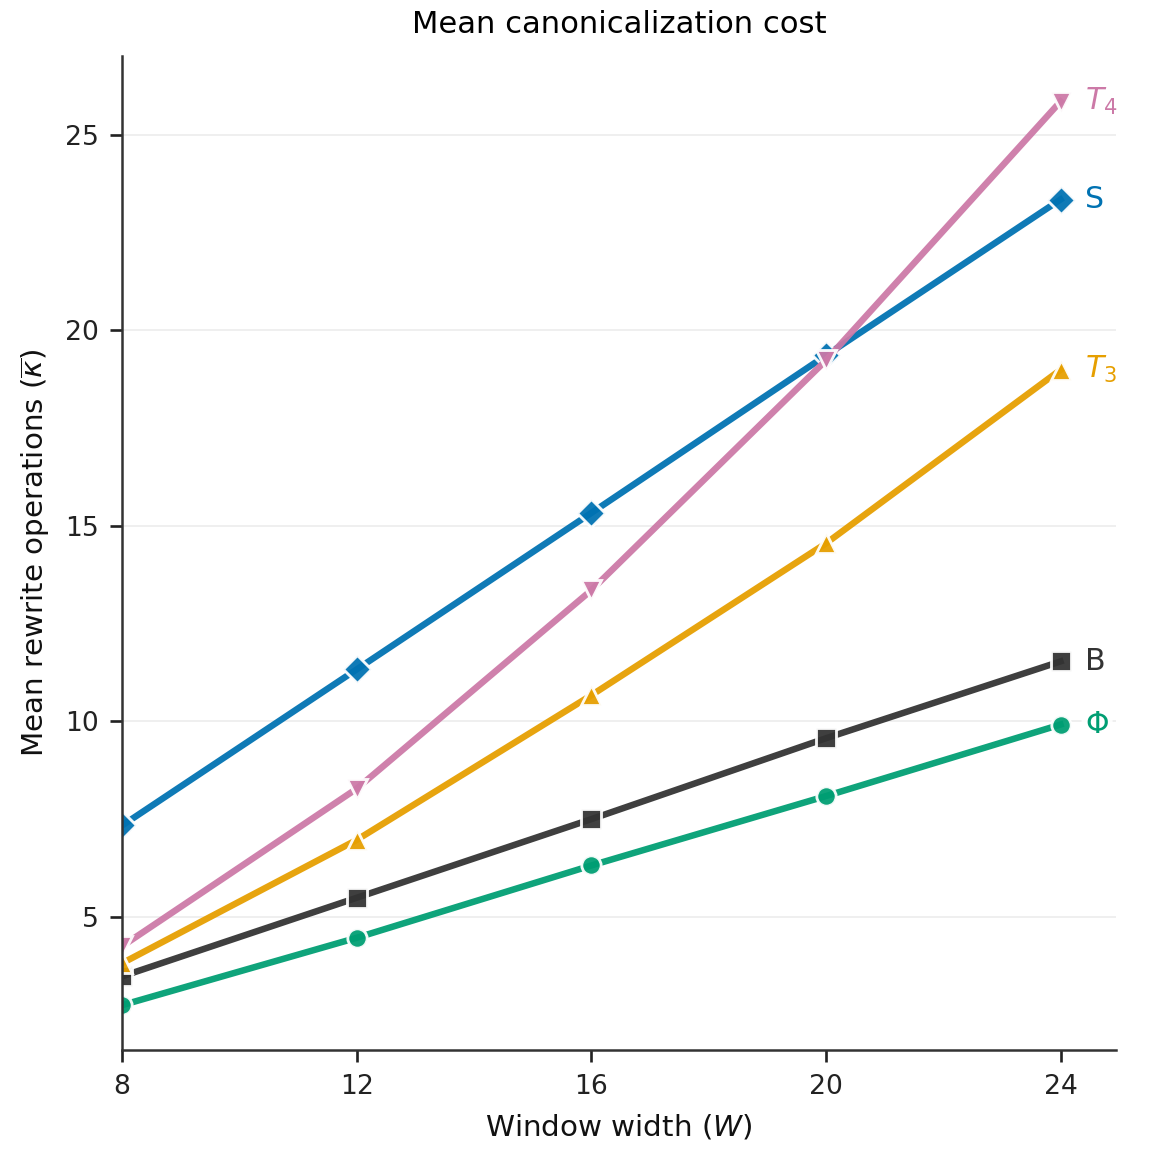 Mean canonicalization cost
Mean rewrite operations (κ̅)
25
20
15
10
5
T₄
S
T₃
B
Φ
8 12 16 20 24
Window width (W)